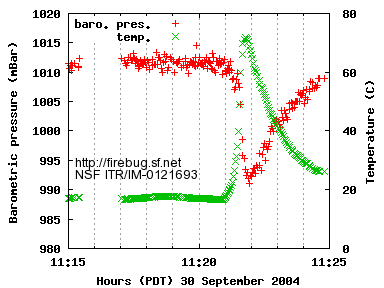 1020
1015
1010
1005
1000
995
990
985
980
Barometric pressure (mBar)
baro. pres.
temp.
http://firebug.sf.net
NSF ITR/IM-0121693
80
60
40
20
0
Temperature (C)
11:15
11:20
11:25
Hours (PDT) 30 September 2004